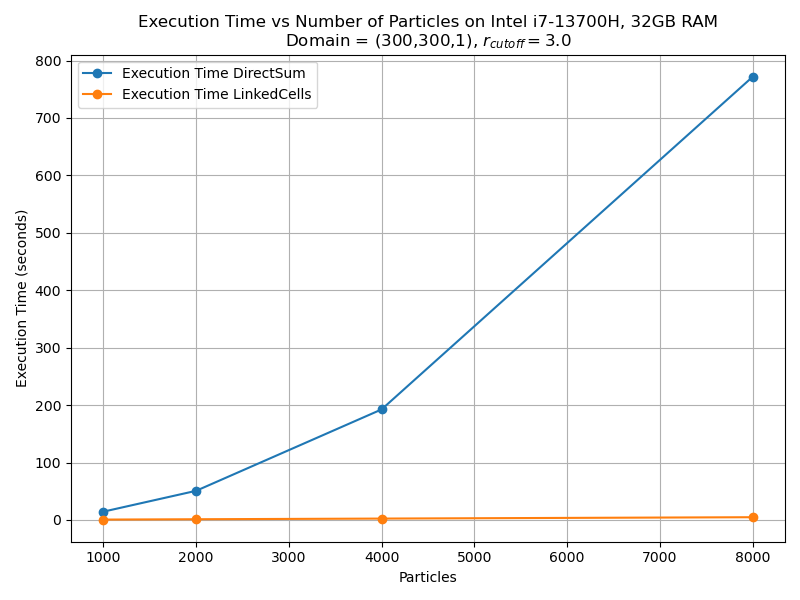 Execution Time vs Number of Particles on Intel i7-13700H, 32GB RAM
Domain = (300,300,1), r_cutoff = 3.0
Execution Time DirectSum
Execution Time LinkedCells
800
700
600
500
400
300
200
100
0
Execution Time (seconds)
1000 2000 3000 4000 5000 6000 7000 8000
Particles